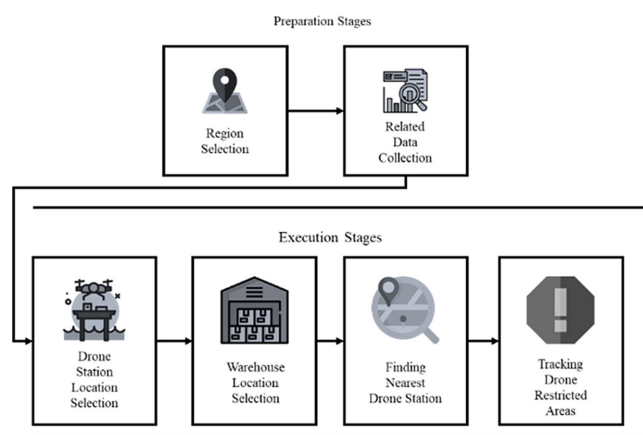 Preparation Stages
Region
Selection
Related
Data
Collection
Execution Stages
Drone
Station
Location
Selection
Warehouse
Location
Selection
Finding
Nearest
Drone Station
Tracking
Drone
Restricted
Areas